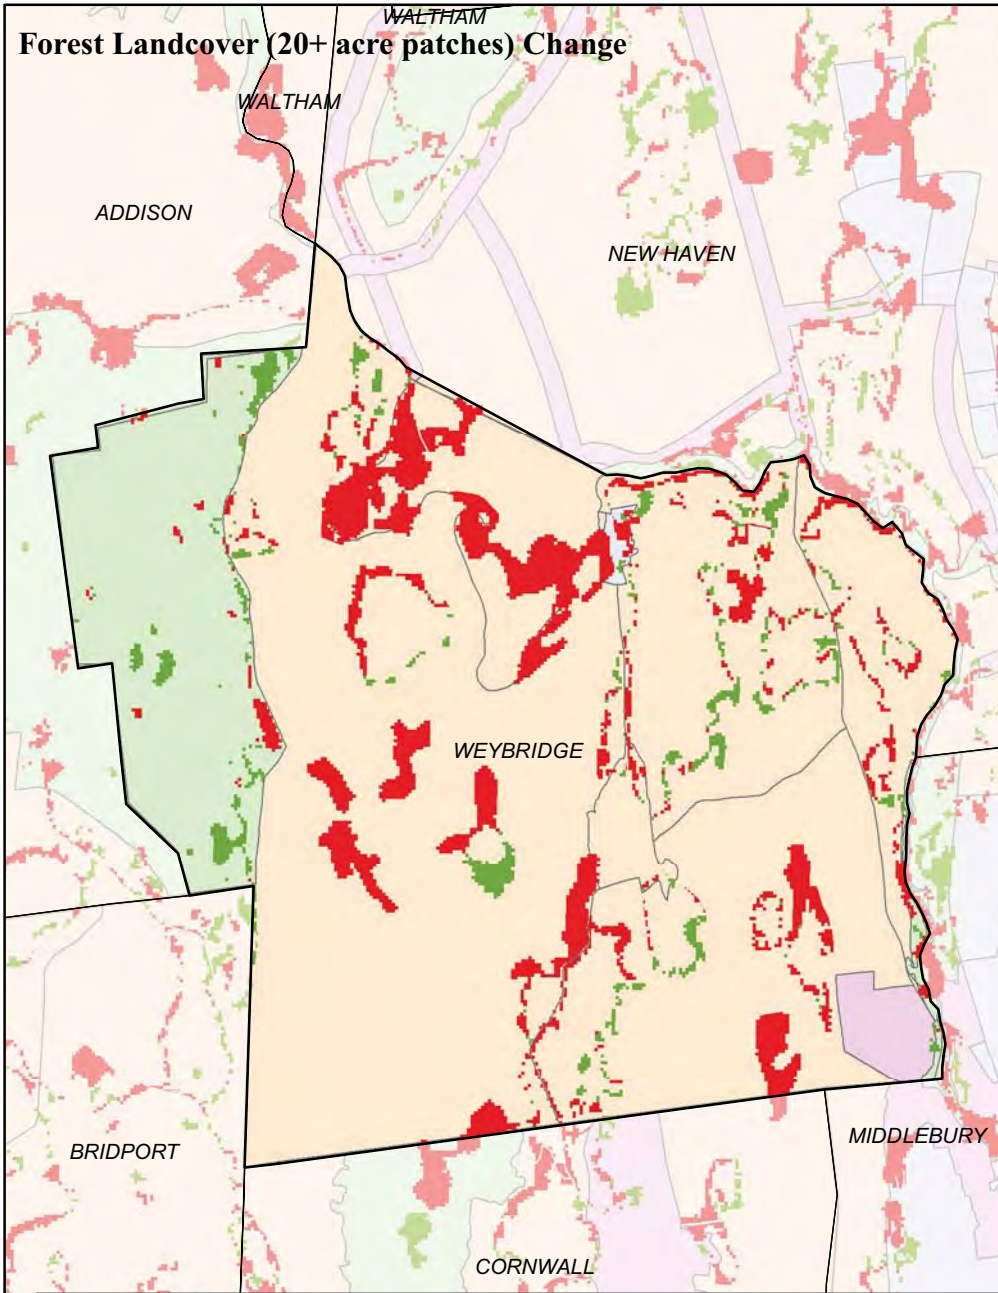 WALTHAM
Forest Landcover (20+ acre patches) Change
WALTHAM
ADDISON
NEW HAVEN
WEYBRIDGE
BRIDPORT
MIDDLEBURY
CORNWALL